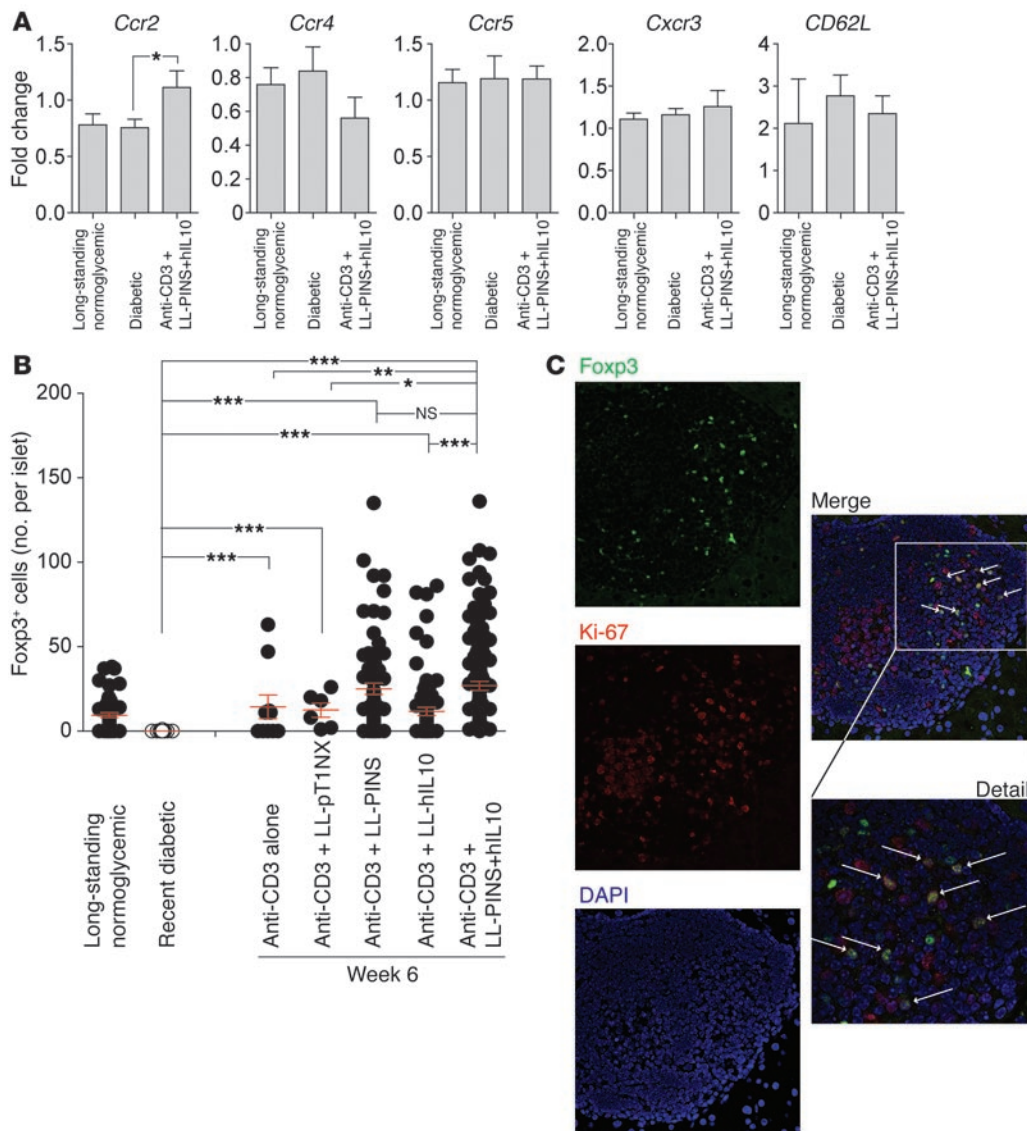 A
Ccr2
Ccr4
Ccr5
Cxcr3
CD62L
Fold change
1.5
1.0
0.5
0.0
*
1.0
0.8
0.6
0.4
0.2
0
1.5
1.0
0.5
0.0
2.0
1.5
1.0
0.5
0.0
4
3
2
1
0
Long-standing
normoglycemic
Diabetic
Anti-CD3 +
LL-PINS+hIL10
Long-standing
normoglycemic
Diabetic
Anti-CD3 +
LL-PINS+hIL10
Long-standing
normoglycemic
Diabetic
Anti-CD3 +
LL-PINS+hIL10
Long-standing
normoglycemic
Diabetic
Anti-CD3 +
LL-PINS+hIL10
Long-standing
normoglycemic
Diabetic
Anti-CD3 +
LL-PINS+hIL10
B
Foxp3+ cells (no. per islet)
200
150
100
50
0
***
**
*
***
NS
***
***
***
***
Long-standing
normoglycemic
Recent diabetic
Anti-CD3 alone
Anti-CD3 + LL-pT1NX
Anti-CD3 + LL-PINS
Anti-CD3 + LL-hIL10
Anti-CD3 +
LL-PINS+hIL10
Week 6
C
Foxp3
Ki-67
DAPI
Merge
Detail